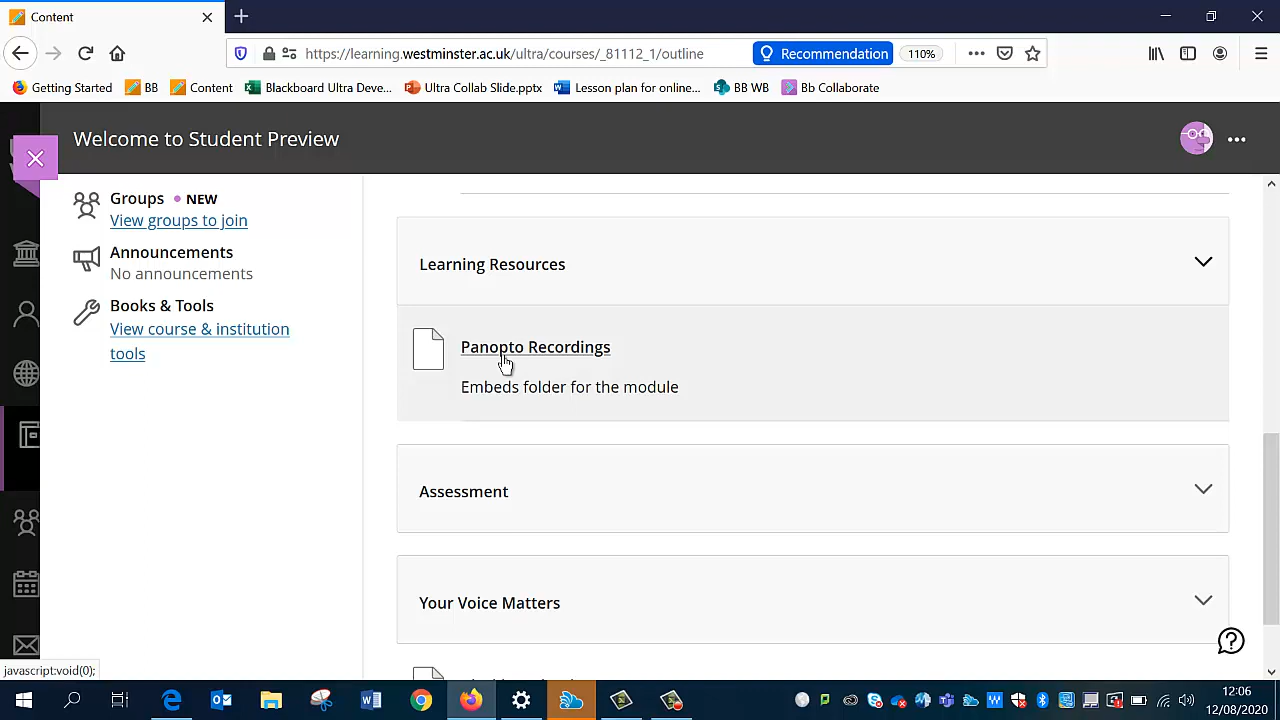 Content
https://learning.westminster.ac.uk/ultra/courses/_81112_1/outline
Recommendation
110%
Getting Started
BB
Content
Blackboard Ultra Deve...
Ultra Collab Slide.pptx
Lesson plan for online...
BB WB
Bb Collaborate
Welcome to Student Preview
Groups • NEW
View groups to join
Announcements
No announcements
Books & Tools
View course & institution
tools
Learning Resources
Panopto Recordings
Embeds folder for the module
Assessment
Your Voice Matters
javascript:void(0);
12:06
12/08/2020